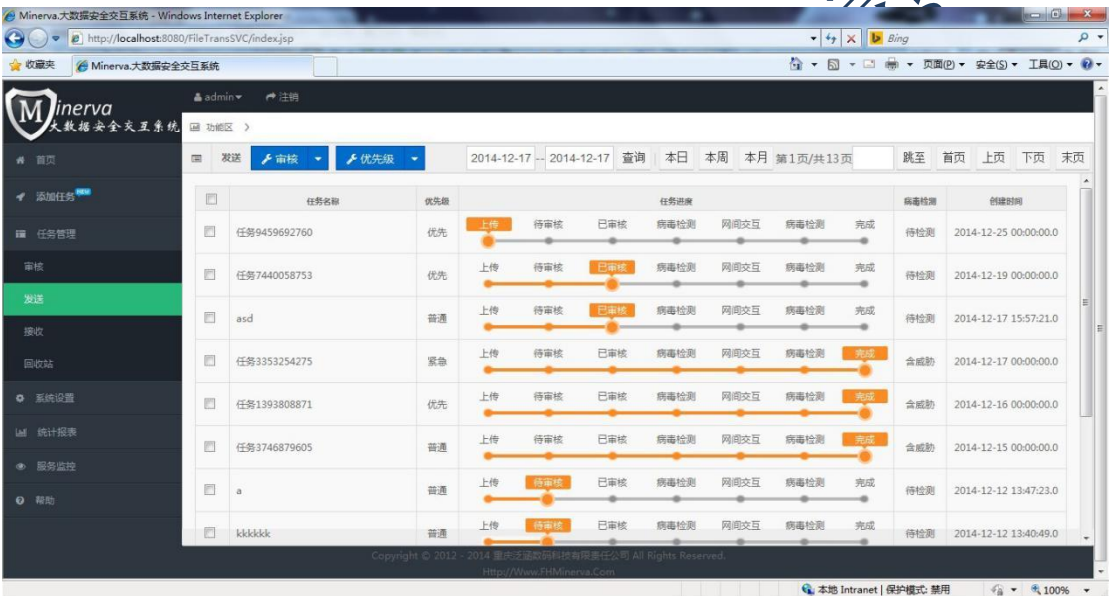 Minerva.大数据安全交互系统 - Windows Internet Explorer
http://localhost:8080/FileTransSVC/index.jsp
Bing
收藏夹 Minerva.大数据安全交互系统 页面(P) 安全(S) 工具(O)
Minerva
大数据安全交互系统
admin 注销
功能区 >
首页
添加任务 NEW
任务管理
审核
发送
接收
回收站
系统设置
统计报表
服务监控
帮助
发送 审核 优先级 2014-12-17 -- 2014-12-17 查询 本日 本周 本月 第1页/共13页 跳至 首页 上页 下页 末页
任务名称 优先级 任务进度 病毒检测 创建时间
任务9459692760 优先 上传 待审核 已审核 病毒检测 网间交互 病毒检测 完成 待检测 2014-12-25 00:00:00.0
任务7440058753 优先 上传 待审核 已审核 病毒检测 网间交互 病毒检测 完成 待检测 2014-12-19 00:00:00.0
asd 普通 上传 待审核 已审核 病毒检测 网间交互 病毒检测 完成 待检测 2014-12-17 15:57:21.0
任务3353254275 紧急 上传 待审核 已审核 病毒检测 网间交互 病毒检测 完成 含威胁 2014-12-17 00:00:00.0
任务1393808871 优先 上传 待审核 已审核 病毒检测 网间交互 病毒检测 完成 含威胁 2014-12-16 00:00:00.0
任务3746879605 普通 上传 待审核 已审核 病毒检测 网间交互 病毒检测 完成 含威胁 2014-12-15 00:00:00.0
a 普通 上传 待审核 已审核 病毒检测 网间交互 病毒检测 完成 待检测 2014-12-12 13:47:23.0
kkkkkk 普通 上传 待审核 已审核 病毒检测 网间交互 病毒检测 完成 待检测 2014-12-12 13:40:49.0
Copyright © 2012 - 2014 重庆泛涵数码科技有限责任公司 All Rights Reserved.
Http://Www.FHMinerva.Com
本地 Intranet | 保护模式: 禁用 100%